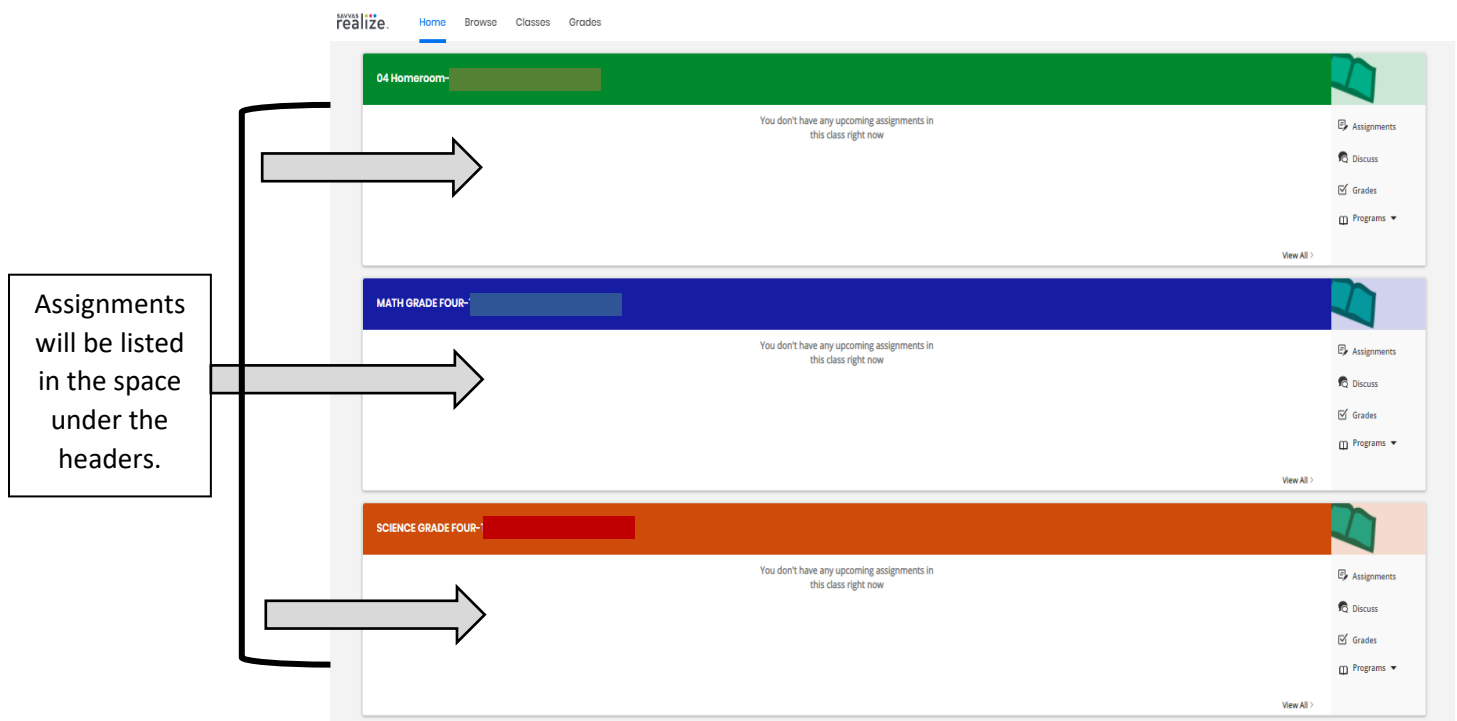 savvas
realize.
Home Browse Classes Grades
04 Homeroom-
You don't have any upcoming assignments in
this class right now
Assignments
Discuss
Grades
Programs
View All >
Assignments
will be listed
in the space
under the
headers.
MATH GRADE FOUR-
You don't have any upcoming assignments in
this class right now
Assignments
Discuss
Grades
Programs
View All >
SCIENCE GRADE FOUR-
You don't have any upcoming assignments in
this class right now
Assignments
Discuss
Grades
Programs
View All >